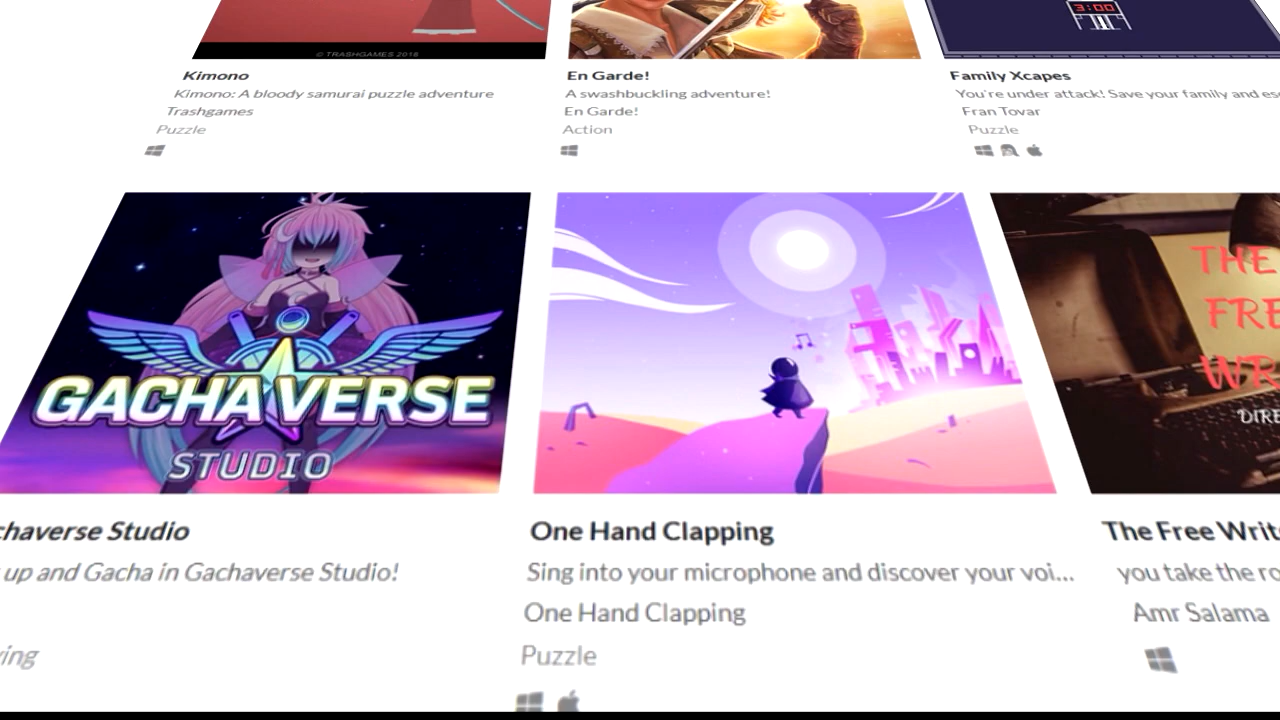 © TRASHGAMES 2018
3:00
Kimono
Kimono: A bloody samurai puzzle adventure
Trashgames
Puzzle
En Garde!
A swashbuckling adventure!
En Garde!
Action
Family Xcapes
You're under attack! Save your family and es
Fran Tovar
Puzzle
GACHAVERSE
STUDIO
THE
FRE
WR
DIRE
chaverse Studio
up and Gacha in Gachaverse Studio!
ying
One Hand Clapping
Sing into your microphone and discover your voi...
One Hand Clapping
Puzzle
The Free Write
you take the ro
Amr Salama